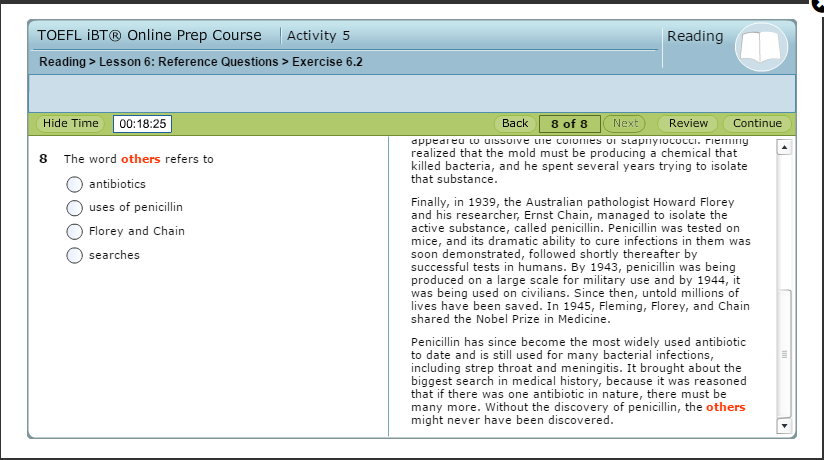 TOEFL iBT® Online Prep Course Activity 5
Reading
Reading > Lesson 6: Reference Questions > Exercise 6.2
Hide Time 00:18:25 Back 8 of 8 Next Review Continue
8 The word others refers to
antibiotics
uses of penicillin
Florey and Chain
searches
appeared to dissolve the colonies of staphylococci. Fleming
realized that the mold must be producing a chemical that
killed bacteria, and he spent several years trying to isolate
that substance.
Finally, in 1939, the Australian pathologist Howard Florey
and his researcher, Ernst Chain, managed to isolate the
active substance, called penicillin. Penicillin was tested on
mice, and its dramatic ability to cure infections in them was
soon demonstrated, followed shortly thereafter by
successful tests in humans. By 1943, penicillin was being
produced on a large scale for military use and by 1944, it
was being used on civilians. Since then, untold millions of
lives have been saved. In 1945, Fleming, Florey, and Chain
shared the Nobel Prize in Medicine.
Penicillin has since become the most widely used antibiotic
to date and is still used for many bacterial infections,
including strep throat and meningitis. It brought about the
biggest search in medical history, because it was reasoned
that if there was one antibiotic in nature, there must be
many more. Without the discovery of penicillin, the others
might never have been discovered.